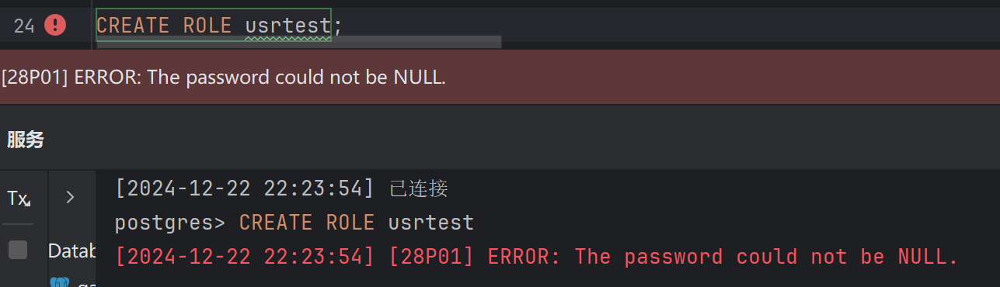 24 CREATE ROLE usrtest;
[28P01] ERROR: The password could not be NULL.
服务
Tx
[2024-12-22 22:23:54] 已连接
postgres> CREATE ROLE usrtest
Datab
[2024-12-22 22:23:54] [28P01] ERROR: The password could not be NULL.